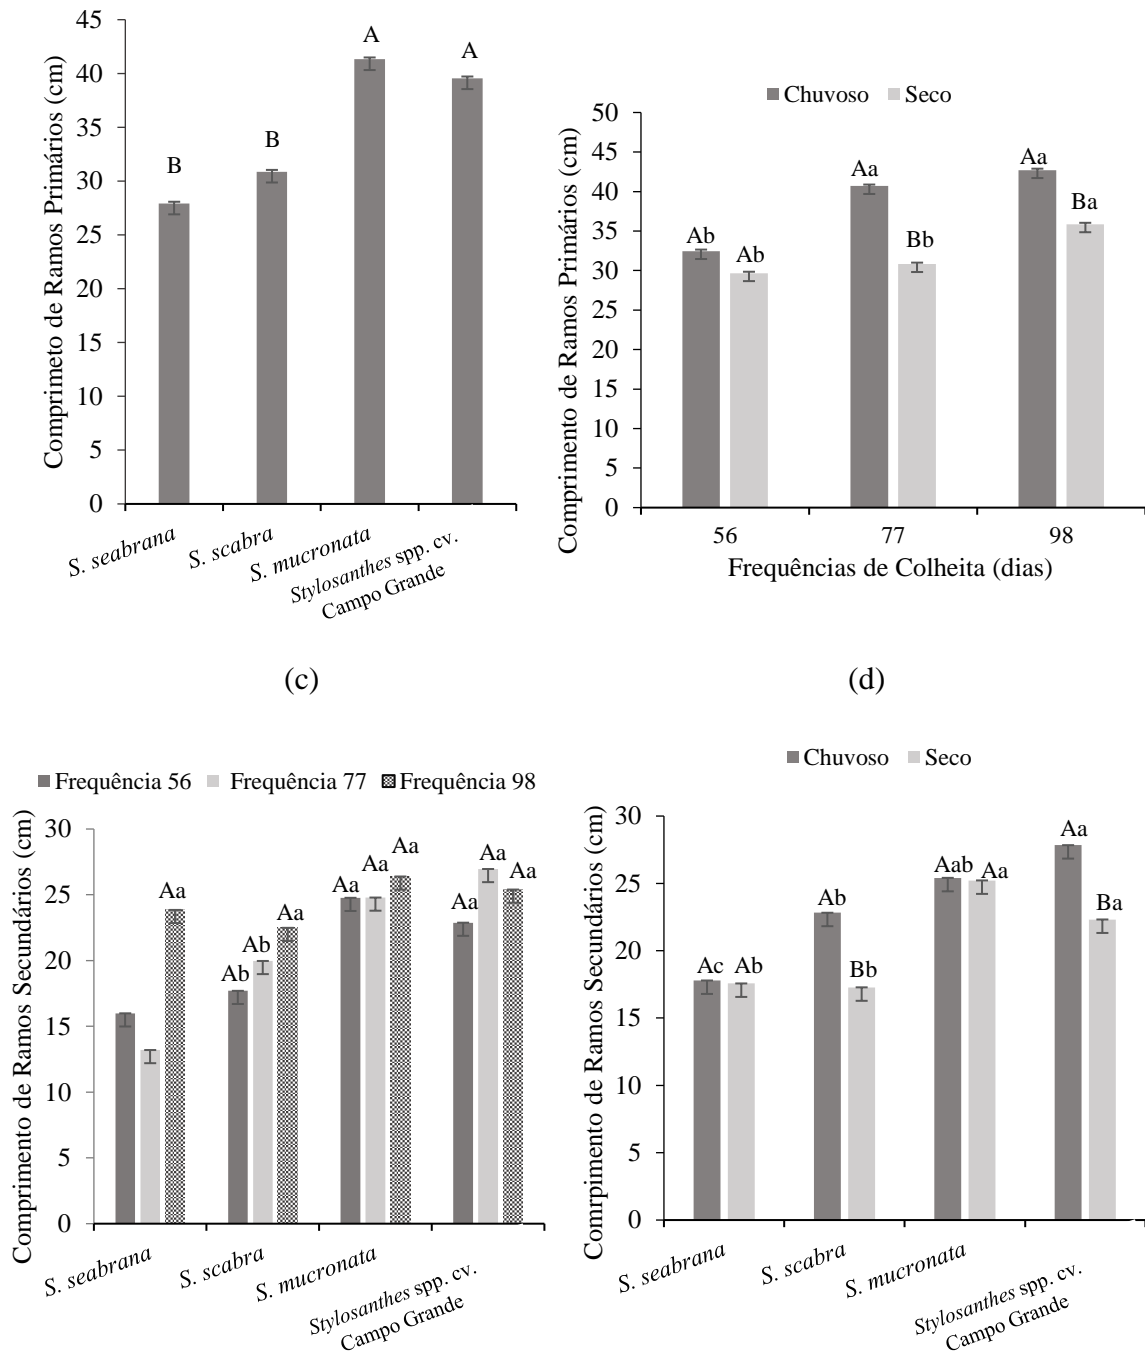 Comprimeto de Ramos Primários (cm)
45
40
35
30
25
20
15
10
5
0
B
B
A
A
S. seabrana
S. scabra
S. mucronata
Stylosanthes spp. cv.
Campo Grande
Chuvoso Seco
Comprimento de Ramos Primários (cm)
50
45
40
35
30
25
20
15
10
5
0
Ab
Ab
Aa
Bb
Aa
Ba
56 77 98
Frequências de Colheita (dias)
(c)
(d)
Frequência 56 Frequência 77 Frequência 98
Comprimento de Ramos Secundários (cm)
30
25
20
15
10
5
0
Aa
Ab
Ab
Aa
Aa
Aa
Aa
Aa
Aa
Aa
S. seabrana
S. scabra
S. mucronata
Stylosanthes spp. cv.
Campo Grande
Chuvoso Seco
Comrpimento de Ramos Secundários (cm)
30
25
20
15
10
5
0
Ac
Ab
Ab
Bb
Aab
Aa
Aa
Ba
S. seabrana
S. scabra
S. mucronata
Stylosanthes spp. cv.
Campo Grande